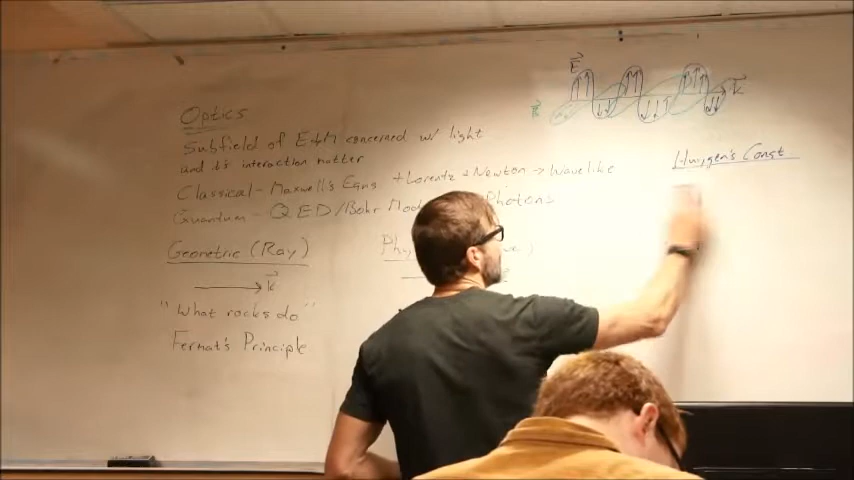 Optics
Subfield of E+M concerned w/ light
and its interaction matter
Classical - Maxwell's Eqns + Lorentz + Newton → Wavelike
Quantum - QED/Bohr Photons
Geometric (Ray)
→ k
"What rocks do"
Fermat's Principle
E
k
Huygen's Const